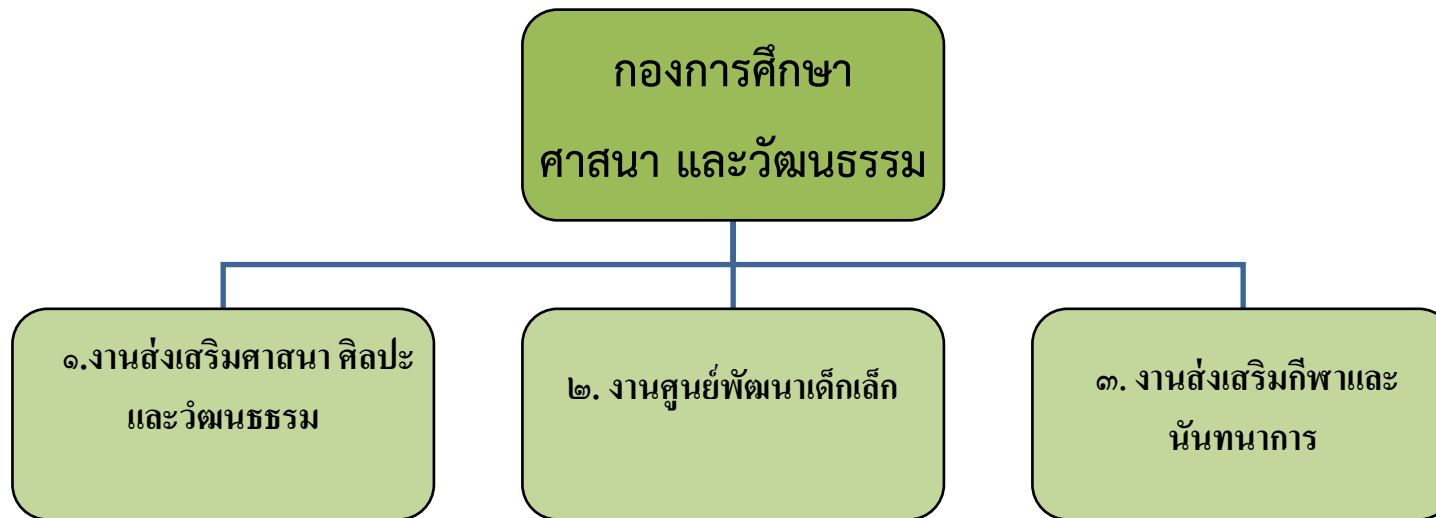 กองการศึกษา
ศาสนา และวัฒนธรรม
๑.งานส่งเสริมศาสนา ศิลปะ
และวํฒนธธรม
๒. งานศูนย์พัฒนาเด็กเล็ก
๓. งานส่งเสริมกีฬาและ
นันทนาการ